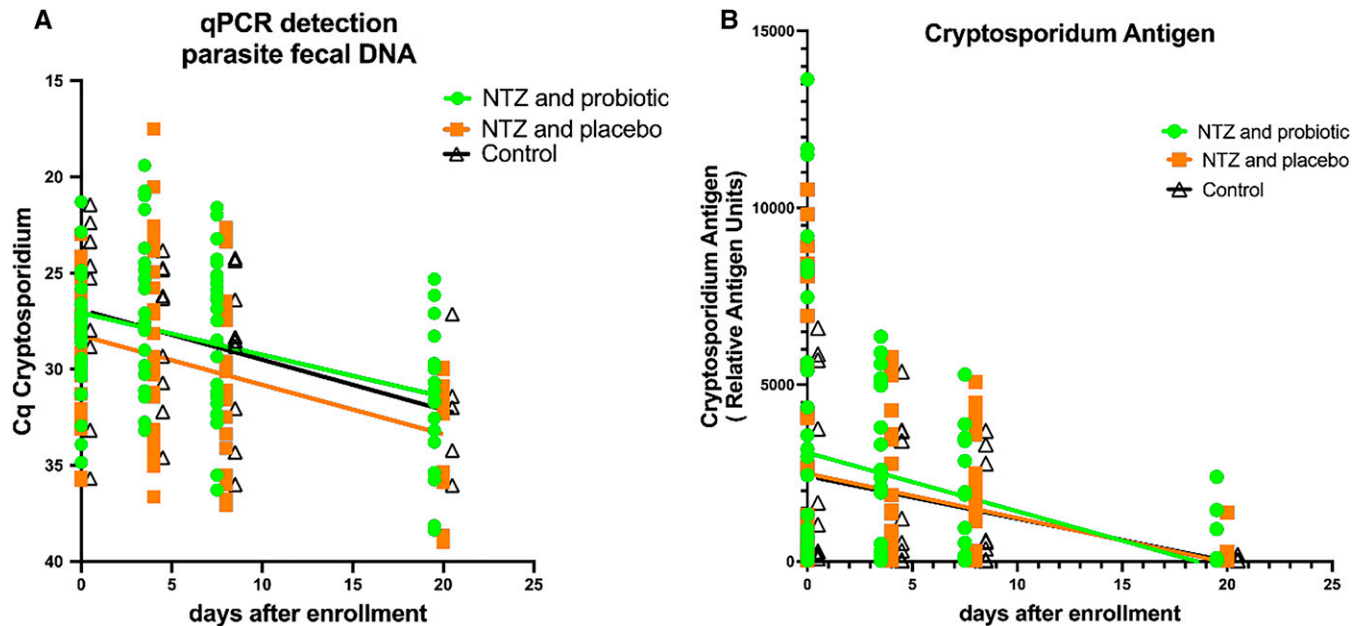 A
qPCR detection
parasite fecal DNA
15
20
25
30
35
40
Cq Cryptosporidium
0
5
10
15
20
25
days after enrollment
NTZ and probiotic
NTZ and placebo
Control
B
Cryptosporidum Antigen
15000
10000
5000
0
Cryptosporidium Antigen
( Relative Antigen Units)
0
5
10
15
20
25
days after enrollment
NTZ and probiotic
NTZ and placebo
Control